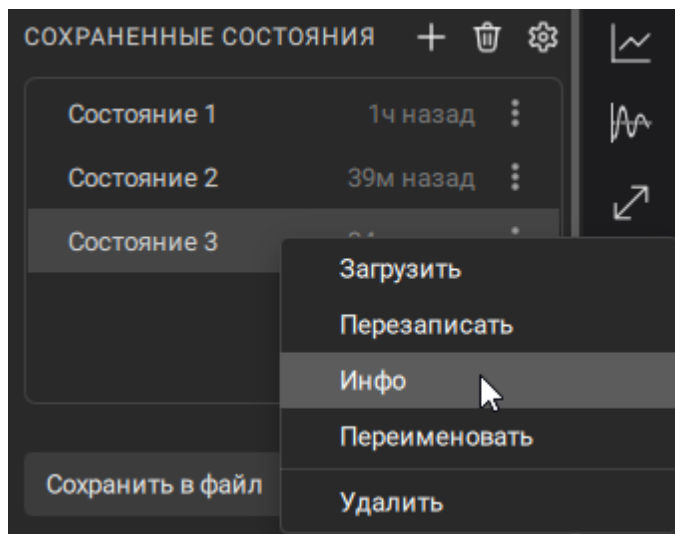 СОХРАНЕННЫЕ СОСТОЯНИЯ
Состояние 1 1ч назад
Состояние 2 39м назад
Состояние 3
Загрузить
Перезаписать
Инфо
Переименовать
Сохранить в файл
Удалить